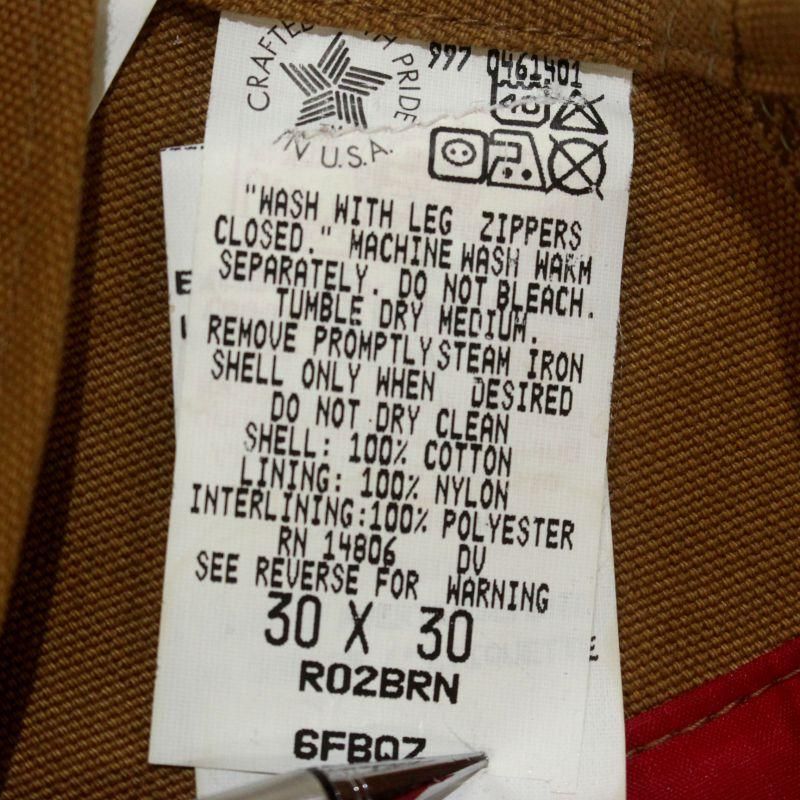 CRAFTED WITH PRIDE
IN U.S.A.
997 0461401
"WASH WITH LEG ZIPPERS
CLOSED." MACHINE WASH WARM
SEPARATELY. DO NOT BLEACH.
TUMBLE DRY MEDIUM.
REMOVE PROMPTLY STEAM IRON
SHELL ONLY WHEN DESIRED
DO NOT DRY CLEAN
SHELL: 100% COTTON
LINING: 100% NYLON
INTERLINING:100% POLYESTER
RN 14806 DV
SEE REVERSE FOR WARNING
30 X 30
R02BRN